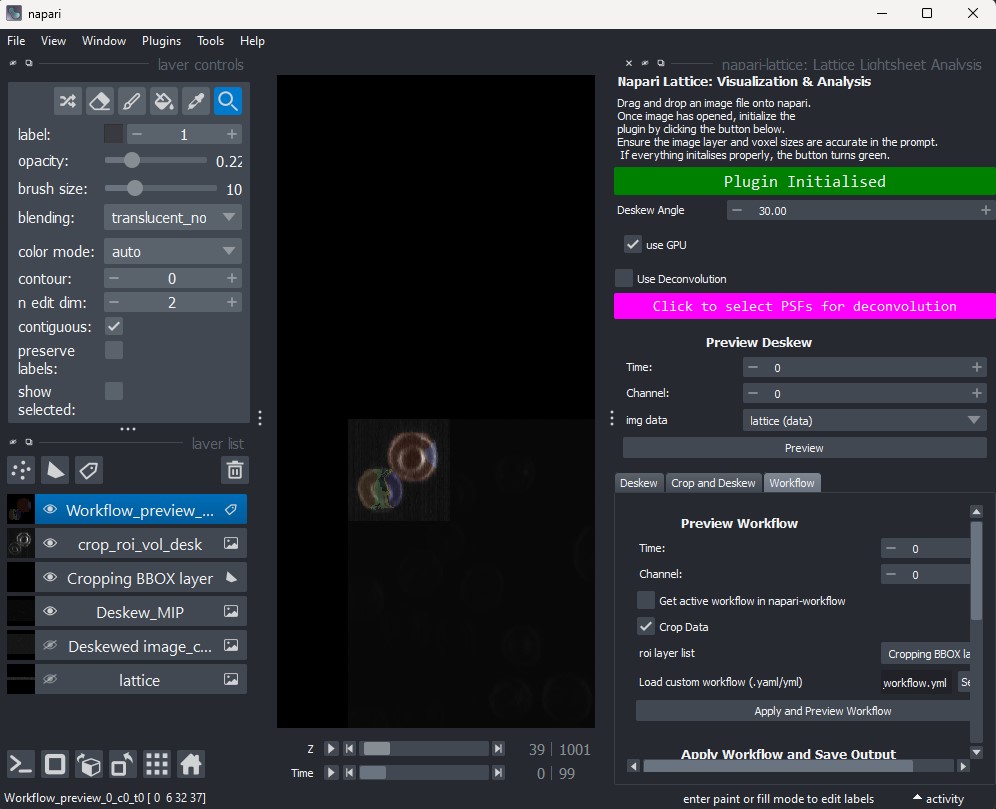 napari
File View Window Plugins Tools Help
layer controls
label: 1
opacity: 0.22
brush size: 10
blending: translucent_no
color mode: auto
contour: 0
n edit dim: 2
contiguous:
preserve
labels:
show
selected:
layer list
Workflow_preview_...
crop_roi_vol_desk
Cropping BBOX layer
Deskew_MIP
Deskewed image_c...
lattice
Z 39 | 1001
Time 0 | 99
Workflow_preview_0_c0_t0 [ 0 6 32 37]
napari-lattice: Lattice Lightsheet Analysis
Napari Lattice: Visualization & Analysis
Drag and drop an image file onto napari.
Once image has opened, initialize the
plugin by clicking the button below.
Ensure the image layer and voxel sizes are accurate in the prompt.
If everything initalises properly, the button turns green.
Plugin Initialised
Deskew Angle 30.00
use GPU
Use Deconvolution
Click to select PSFs for deconvolution
Preview Deskew
Time: 0
Channel: 0
img data lattice (data)
Preview
Deskew Crop and Deskew Workflow
Preview Workflow
Time: 0
Channel: 0
Get active workflow in napari-workflow
Crop Data
roi layer list Cropping BBOX la
Load custom workflow (.yaml/yml) _workflow.yml Se
Apply and Preview Workflow
Apply Workflow and Save Output
enter paint or fill mode to edit labels activity